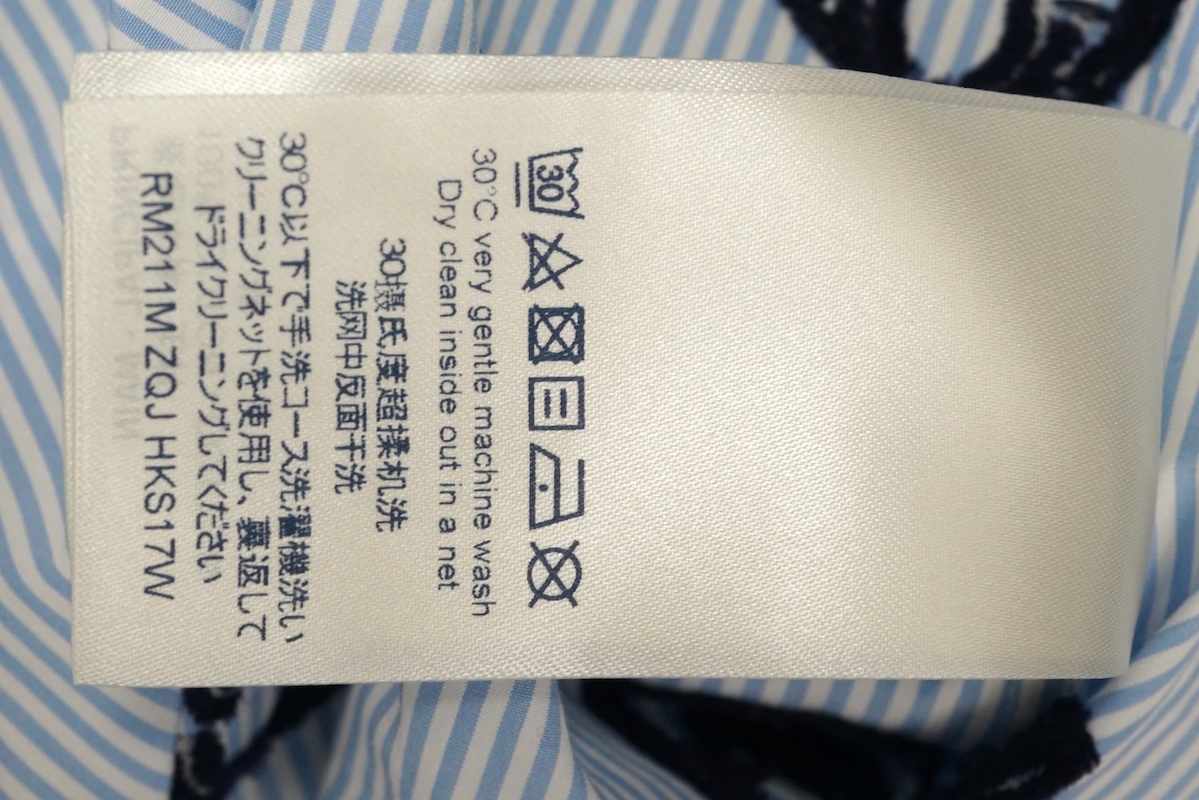 30
30°C very gentle machine wash
Dry clean inside out in a net
30摄氏度超揉机洗
洗网中反面干洗
30℃以下で手洗コース洗濯機洗い
クリーニングネットを使用し、裏返して
ドライクリーニングしてください
RM211M ZQJ HKS17W